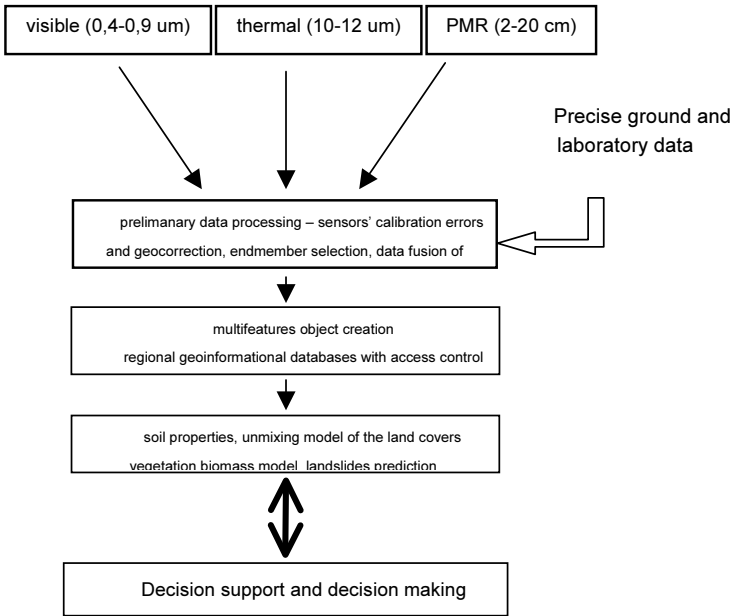 visible (0,4-0,9 um)
thermal (10-12 um)
PMR (2-20 cm)
Precise ground and
laboratory data
prelimanary data processing – sensors’ calibration errors
and geocorrection, endmember selection, data fusion of
multifeatures object creation
regional geoinformational databases with access control
soil properties, unmixing model of the land covers
vegetation biomass model, landslides prediction
Decision support and decision making